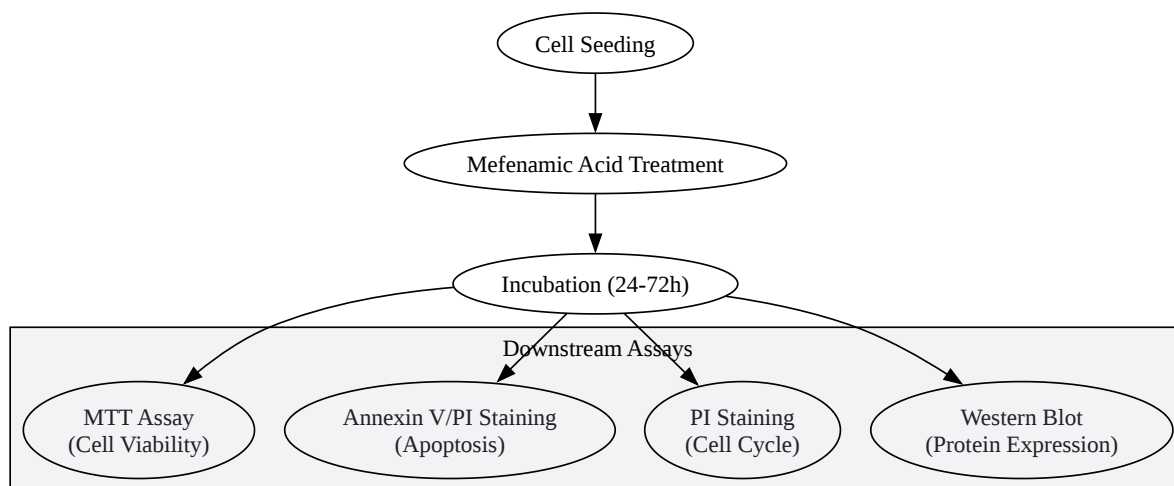 Cell Seeding
Mefenamic Acid Treatment
Incubation (24-72h)
Downstream Assays
MTT Assay
(Cell Viability)
Annexin V/PI Staining
(Apoptosis)
PI Staining
(Cell Cycle)
Western Blot
(Protein Expression)